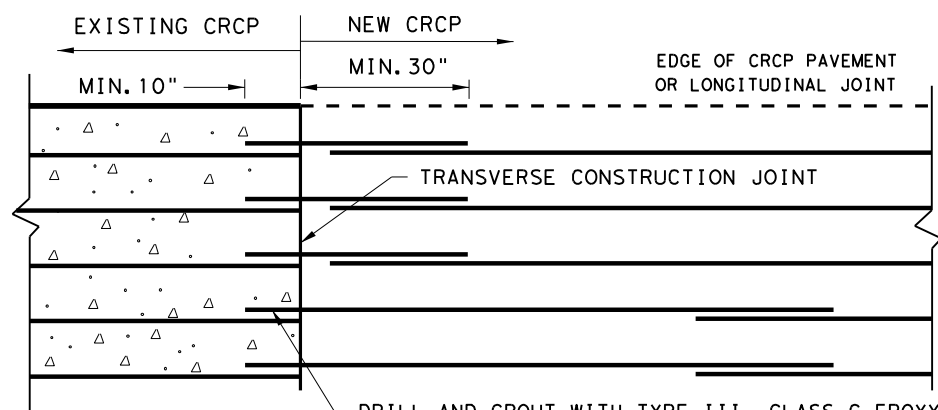 EXISTING CRCP
NEW CRCP
MIN. 10"
MIN. 30"
EDGE OF CRCP PAVEMENT
OR LONGITUDINAL JOINT
TRANSVERSE CONSTRUCTION JOINT
DRILL AND GROUT WITH TYPE III, CLASS C EPOXY